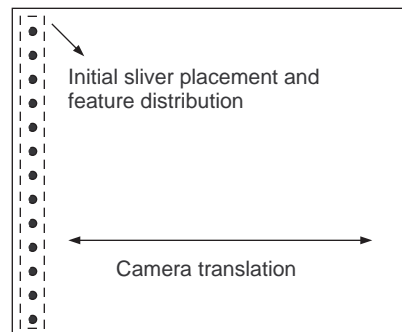 Initial sliver placement and
feature distribution
Camera translation